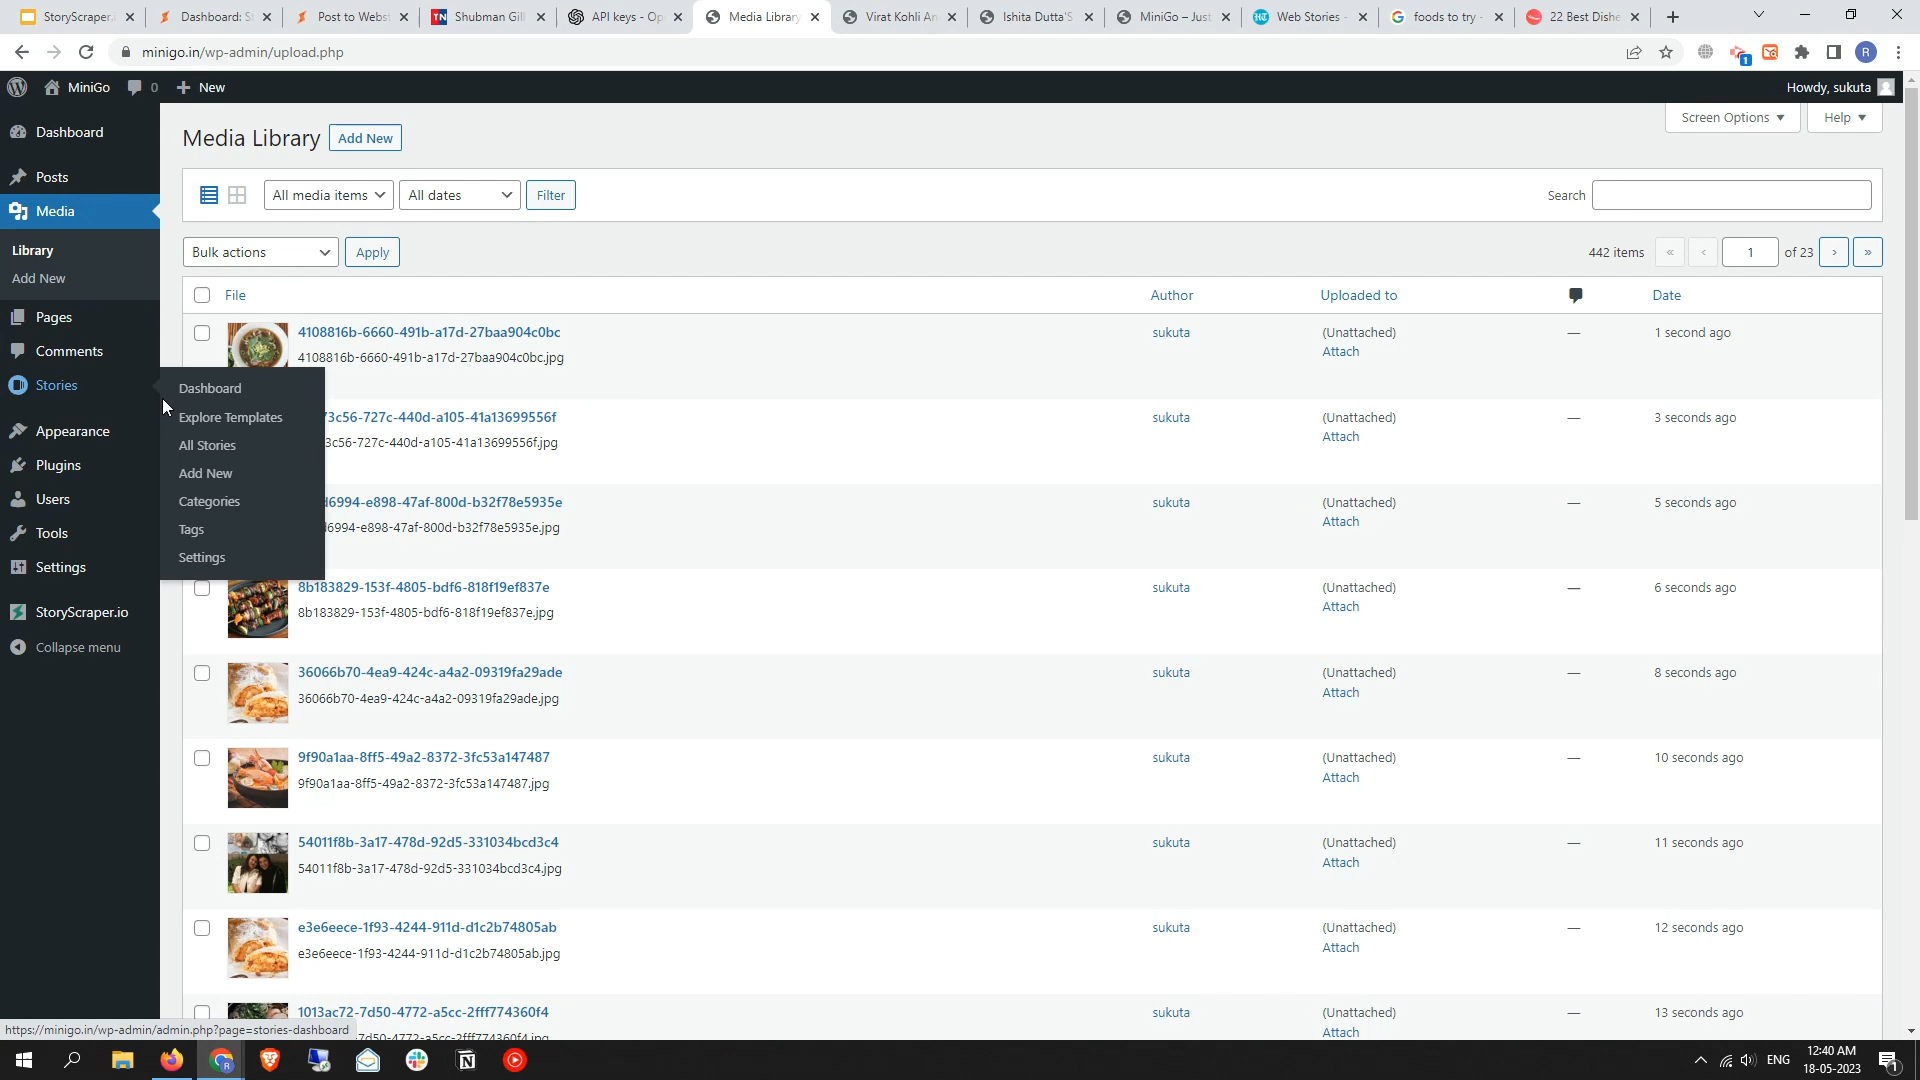 StoryScraper.
Dashboard: S
Post to Webs
Shubman Gil
API keys - Op
Media Library
Virat Kohli An
Ishita Dutta'S
MiniGo – Just
Web Stories -
foods to try -
22 Best Dishe
minigo.in/wp-admin/upload.php
MiniGo
0
New
Howdy, sukuta
Dashboard
Posts
Media
Library
Add New
Pages
Comments
Stories
Appearance
Plugins
Users
Tools
Settings
StoryScraper.io
Collapse menu
Dashboard
Explore Templates
All Stories
Add New
Categories
Tags
Settings
Media Library
Add New
Screen Options
Help
All media items
All dates
Filter
Search
Bulk actions
Apply
442 items
«
‹
1
of 23
›
»
File
Author
Uploaded to
Date
4108816b-6660-491b-a17d-27baa904c0bc
4108816b-6660-491b-a17d-27baa904c0bc.jpg
sukuta
(Unattached)
Attach
—
1 second ago
3c56-727c-440d-a105-41a13699556f
3c56-727c-440d-a105-41a13699556f.jpg
sukuta
(Unattached)
Attach
—
3 seconds ago
6994-e898-47af-800d-b32f78e5935e
6994-e898-47af-800d-b32f78e5935e.jpg
sukuta
(Unattached)
Attach
—
5 seconds ago
8b183829-153f-4805-bdf6-818f19ef837e
8b183829-153f-4805-bdf6-818f19ef837e.jpg
sukuta
(Unattached)
Attach
—
6 seconds ago
36066b70-4ea9-424c-a4a2-09319fa29ade
36066b70-4ea9-424c-a4a2-09319fa29ade.jpg
sukuta
(Unattached)
Attach
—
8 seconds ago
9f90a1aa-8ff5-49a2-8372-3fc53a147487
9f90a1aa-8ff5-49a2-8372-3fc53a147487.jpg
sukuta
(Unattached)
Attach
—
10 seconds ago
54011f8b-3a17-478d-92d5-331034bcd3c4
54011f8b-3a17-478d-92d5-331034bcd3c4.jpg
sukuta
(Unattached)
Attach
—
11 seconds ago
e3e6eece-1f93-4244-911d-d1c2b74805ab
e3e6eece-1f93-4244-911d-d1c2b74805ab.jpg
sukuta
(Unattached)
Attach
—
12 seconds ago
1013ac72-7d50-4772-a5cc-2fff774360f4
7d50-4772-a5cc-2fff774360f4.jpg
sukuta
(Unattached)
Attach
—
13 seconds ago
https://minigo.in/wp-admin/admin.php?page=stories-dashboard
ENG
12:40 AM
18-05-2023
1